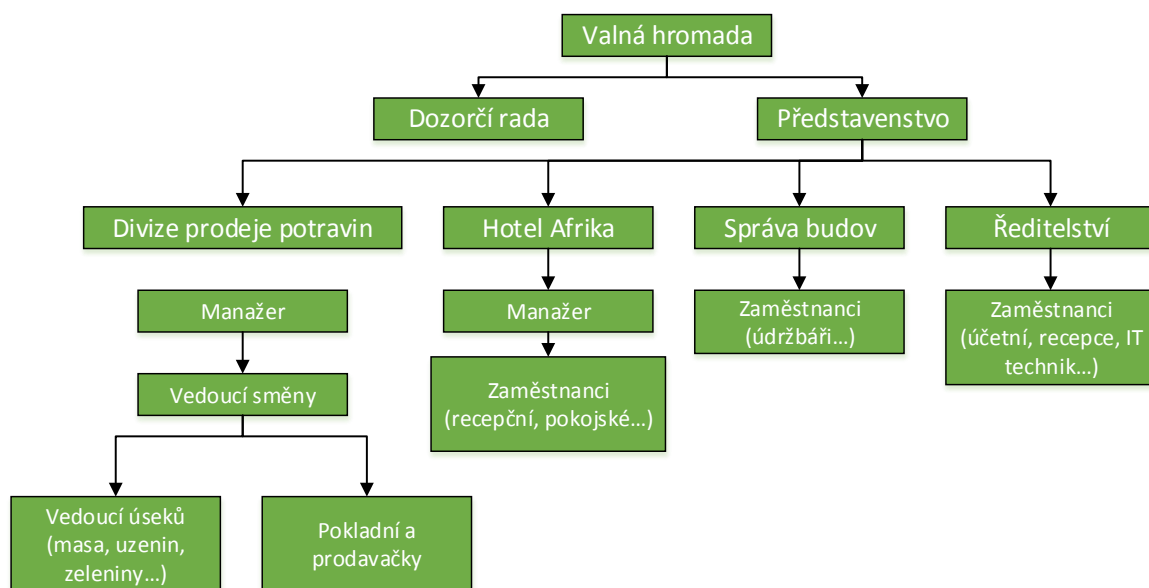 Valná hromada
Dozorčí rada
Představenstvo
Divize prodeje potravin
Hotel Afrika
Správa budov
Ředitelství
Manažer
Manažer
Zaměstnanci
(údržbáři…)
Zaměstnanci
(účetní, recepce, IT
technik…)
Vedoucí směny
Zaměstnanci
(recepční, pokojské…)
Vedoucí úseků
(masa, uzenin,
zeleniny…)
Pokladní a
prodavačky